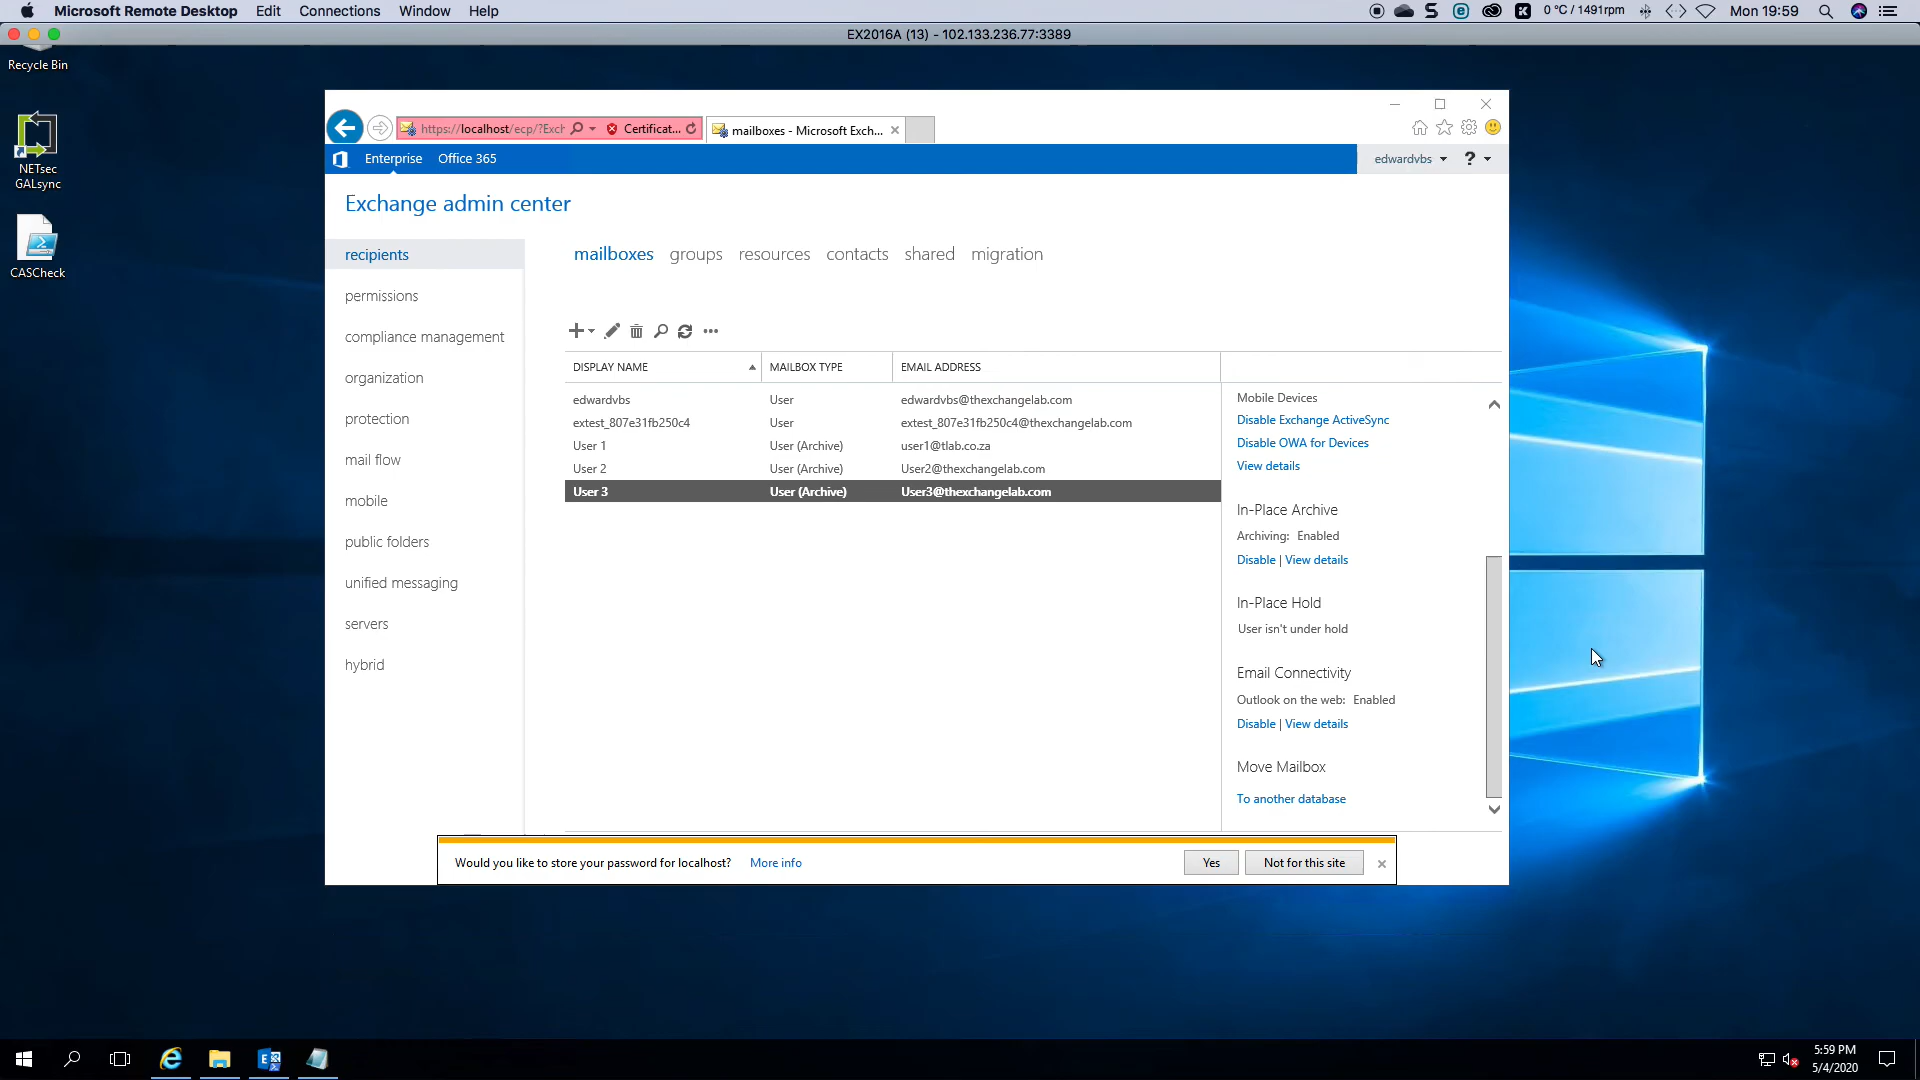 Microsoft Remote Desktop Edit Connections Window Help
0 °C / 1491rpm Mon 19:59
EX2016A (13) - 102.133.236.77:3389
Recycle Bin
NETsec
GALsync
CASCheck
https://localhost/ecp/?Exch Certificat...
mailboxes - Microsoft Exch...
Enterprise Office 365
edwardvbs ?
Exchange admin center
recipients
permissions
compliance management
organization
protection
mail flow
mobile
public folders
unified messaging
servers
hybrid
mailboxes groups resources contacts shared migration
DISPLAY NAME MAILBOX TYPE EMAIL ADDRESS
edwardvbs User edwardvbs@thexchangelab.com
extest_807e31fb250c4 User extest_807e31fb250c4@thexchangelab.com
User 1 User (Archive) user1@tlab.co.za
User 2 User (Archive) User2@thexchangelab.com
User 3 User (Archive) User3@thexchangelab.com
Mobile Devices
Disable Exchange ActiveSync
Disable OWA for Devices
View details
In-Place Archive
Archiving: Enabled
Disable | View details
In-Place Hold
User isn't under hold
Email Connectivity
Outlook on the web: Enabled
Disable | View details
Move Mailbox
To another database
Would you like to store your password for localhost? More info Yes Not for this site
5:59 PM
5/4/2020